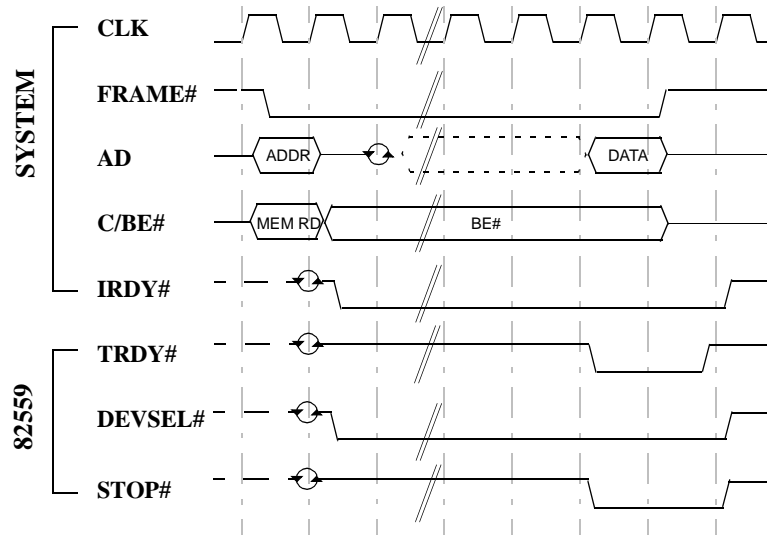 SYSTEM
CLK
FRAME#
AD
ADDR
DATA
C/BE#
MEM RD
BE#
IRDY#
82559
TRDY#
DEVSEL#
STOP#